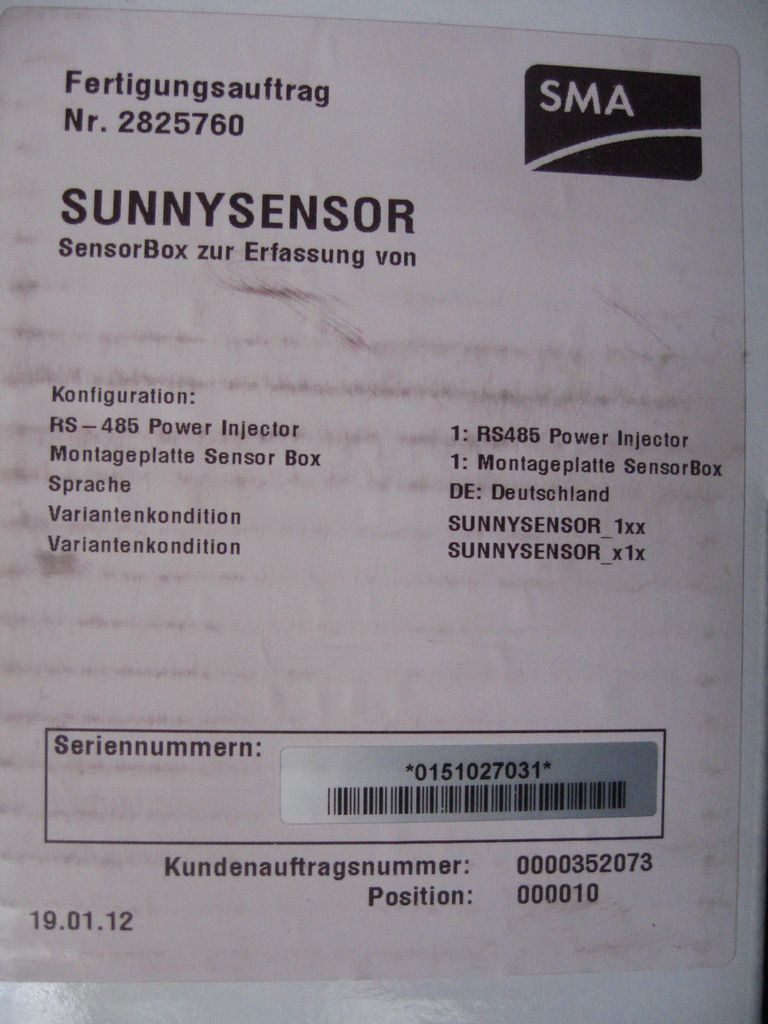 Fertigungsauftrag
Nr. 2825760
SMA
SUNNYSENSOR
SensorBox zur Erfassung von
Konfiguration:
RS-485 Power Injector 1: RS485 Power Injector
Montageplatte Sensor Box 1: Montageplatte SensorBox
Sprache DE: Deutschland
Variantenkondition SUNNYSENSOR_1xx
Variantenkondition SUNNYSENSOR_x1x
Seriennummern: *0151027031*
Kundenauftragsnummer: 0000352073
Position: 000010
19.01.12